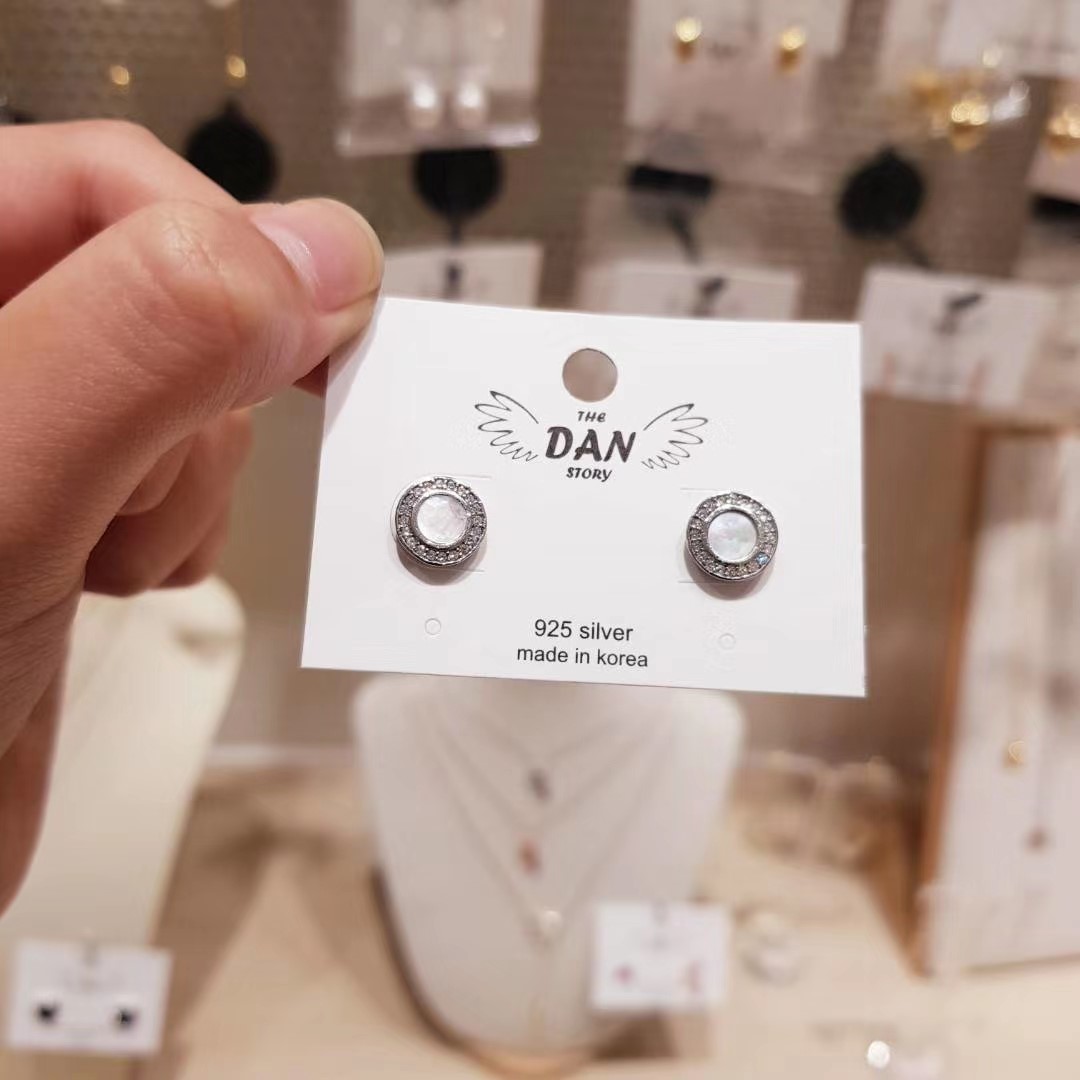 THE
DAN
STORY
925 silver
made in korea